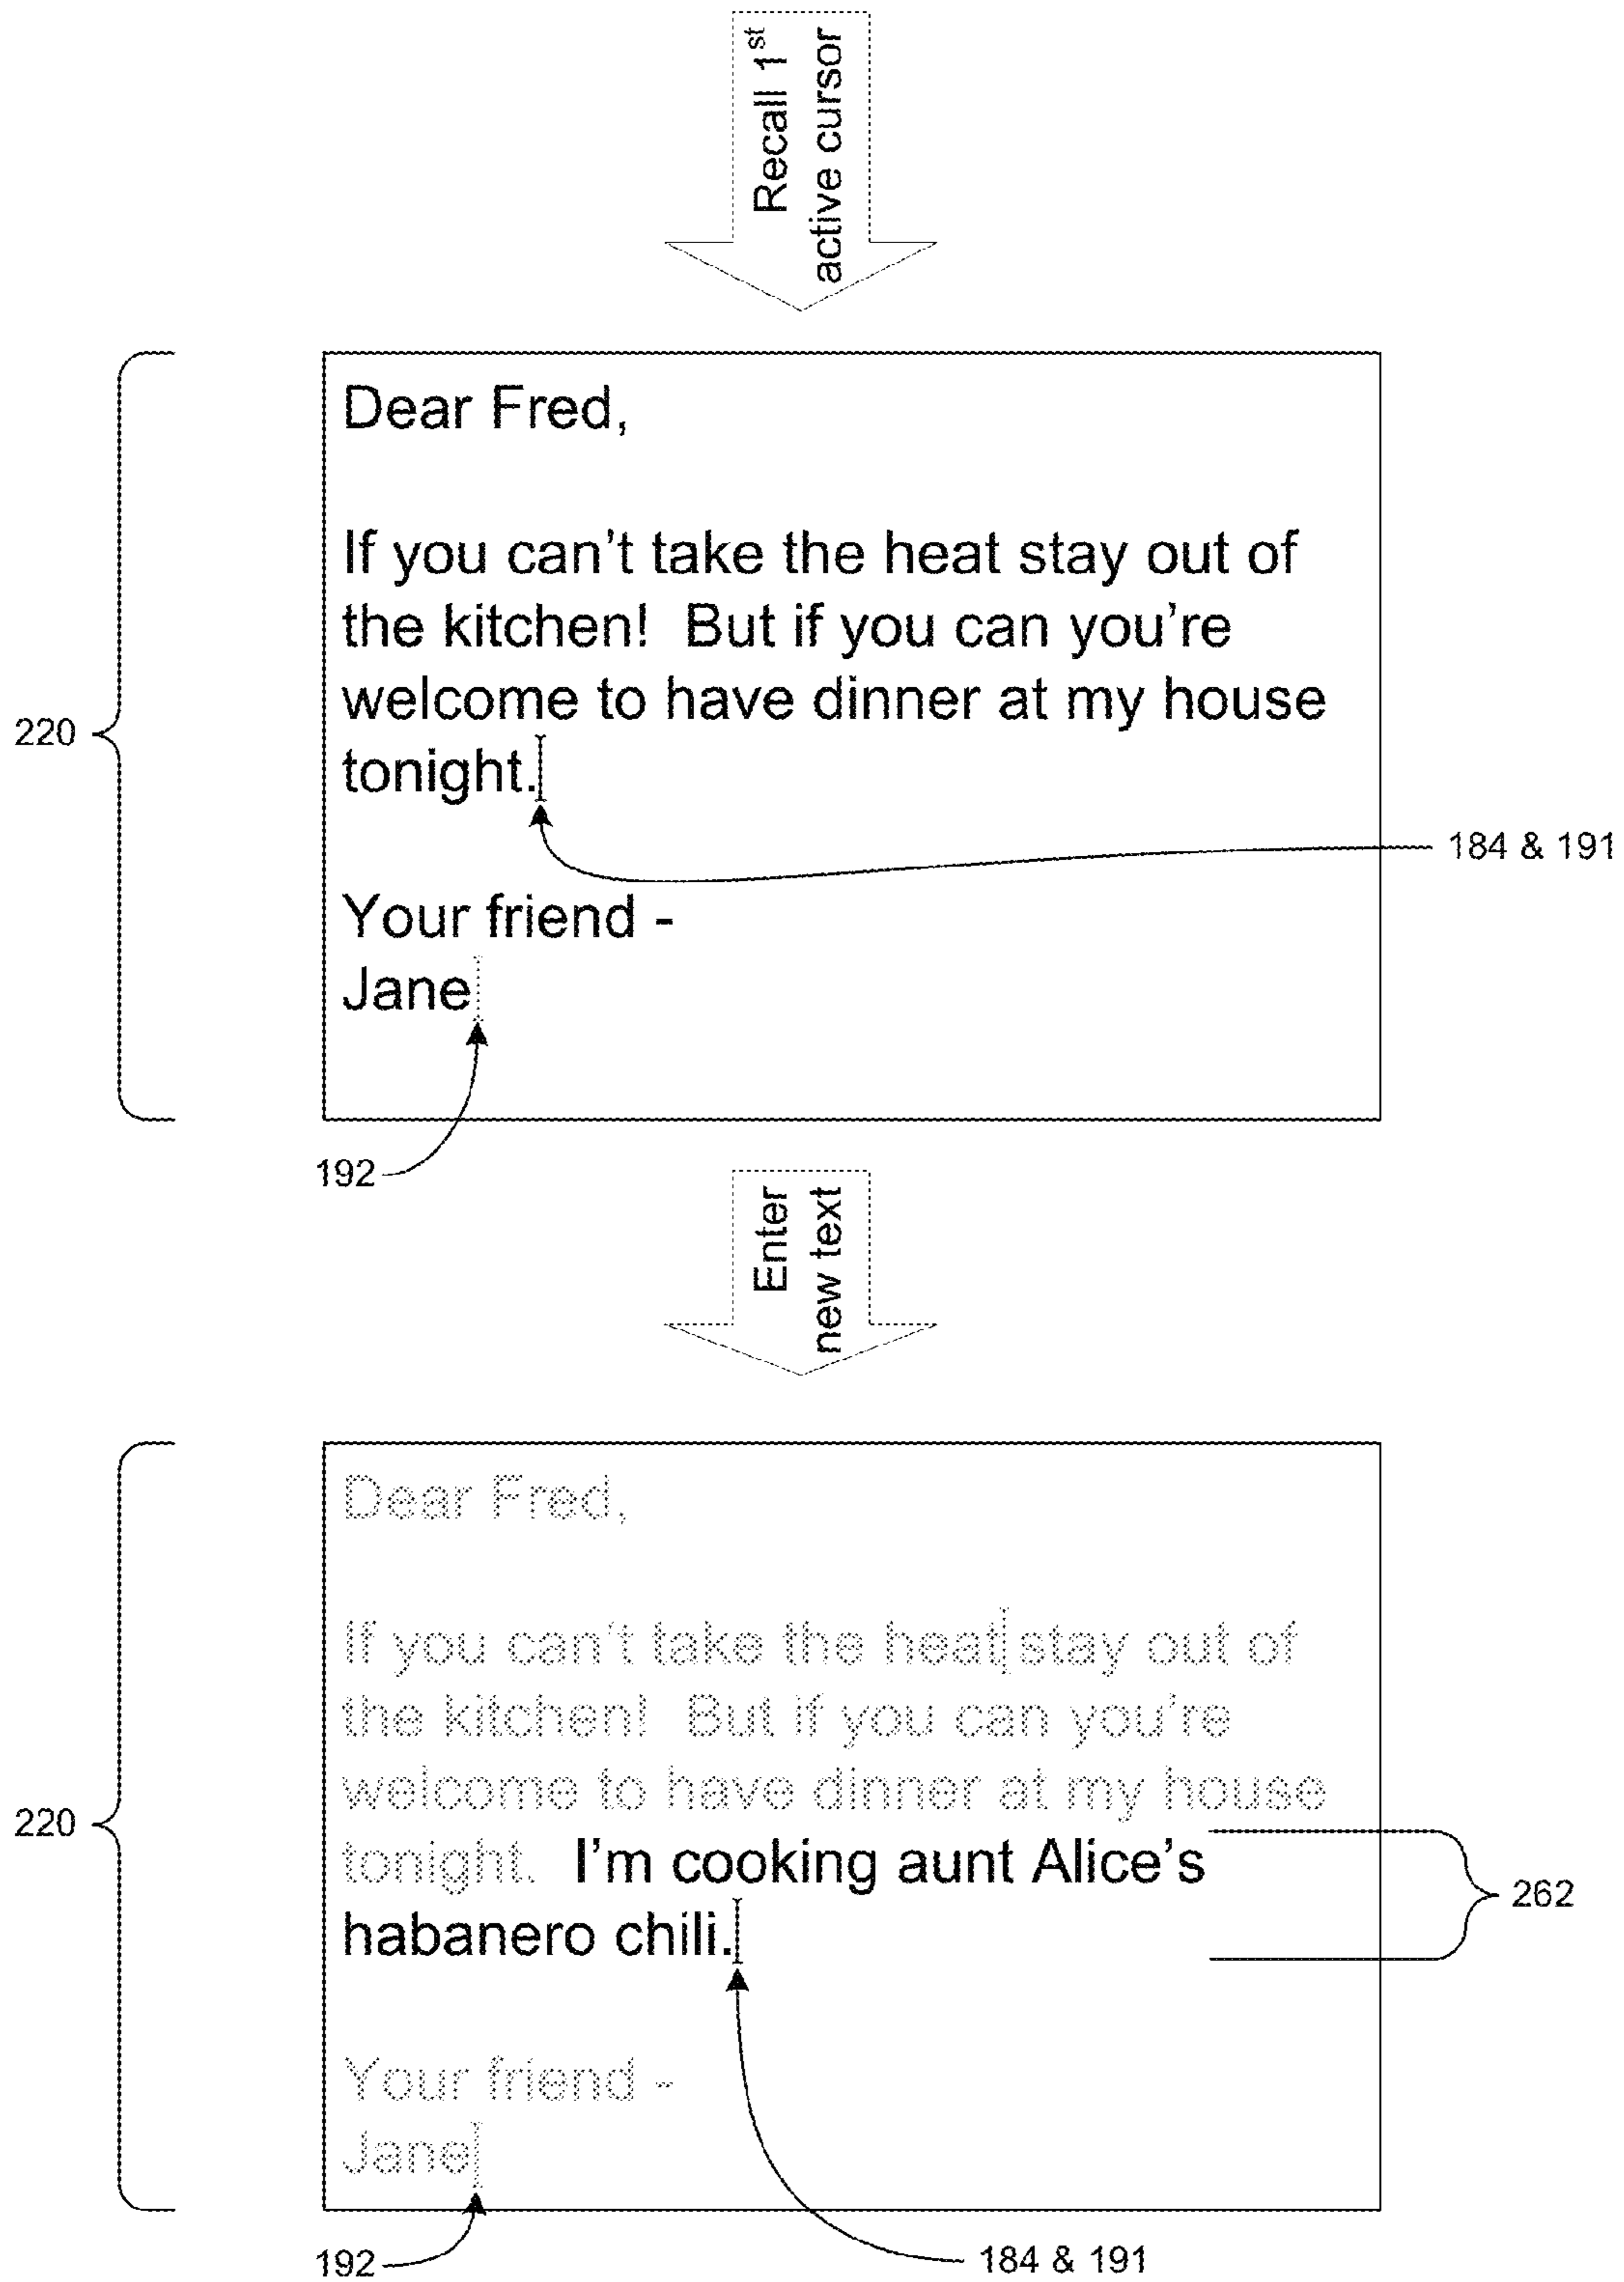 Recall 1st
active cursor
Dear Fred,
If you can't take the heat stay out of
the kitchen!  But if you can you're
welcome to have dinner at my house
tonight.
220
184 & 191
Your friend -
Jane
192
Enter
new text
Dear Fred,
If you can't take the heat stay out of
the kitchen!  But if you can you're
welcome to have dinner at my house
220
tonight.  I'm cooking aunt Alice's
262
habanero chili.
Your friend -
Jane
192
184 & 191